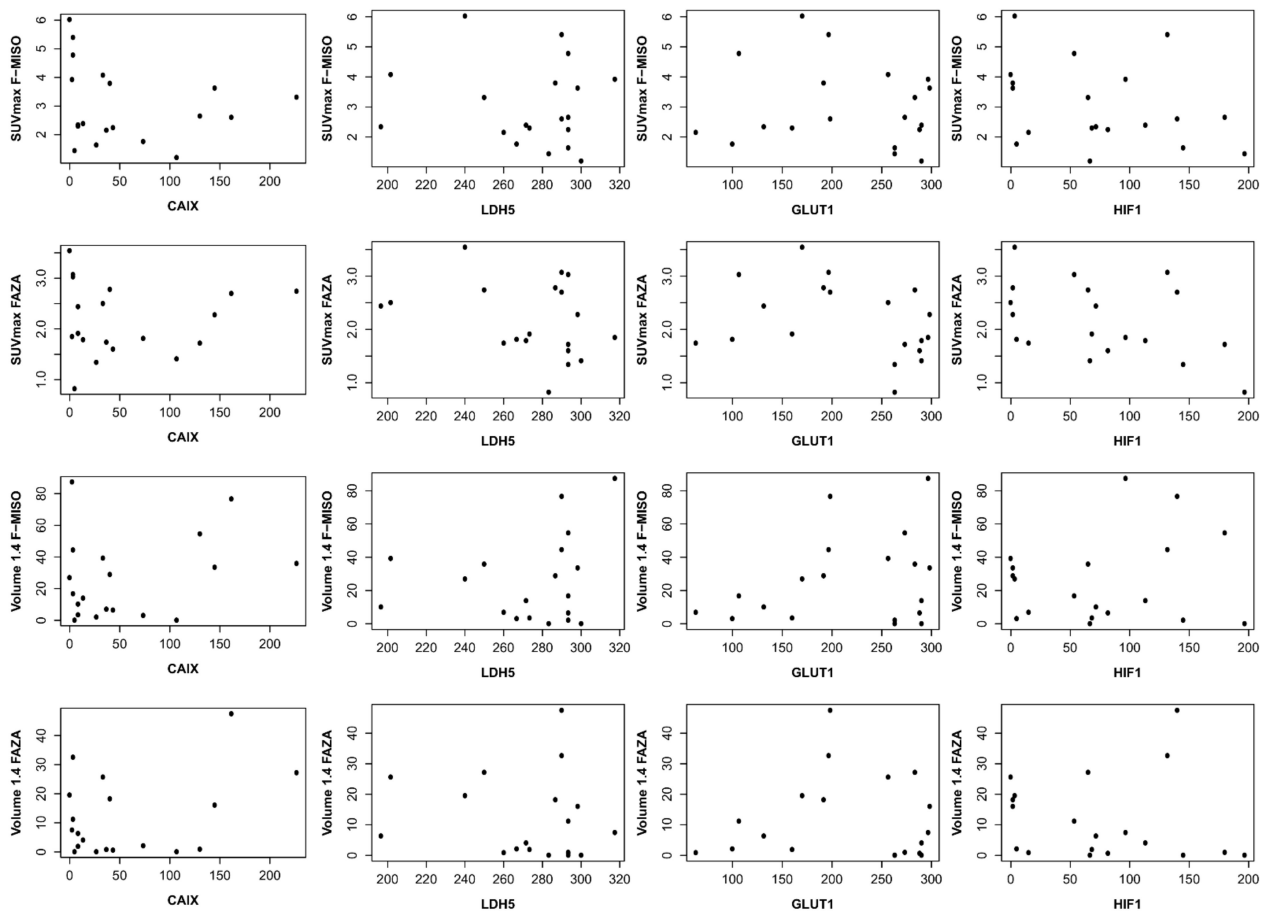 SUVmax F−MISO
6
5
4
3
2
0 50 100 150 200
CAIX
SUVmax F−MISO
6
5
4
3
2
200 220 240 260 280 300 320
LDH5
SUVmax F−MISO
6
5
4
3
2
100 150 200 250 300
GLUT1
SUVmax F−MISO
6
5
4
3
2
0 50 100 150 200
HIF1
SUVmax FAZA
3.0
2.0
1.0
0 50 100 150 200
CAIX
SUVmax FAZA
3.0
2.0
1.0
200 220 240 260 280 300 320
LDH5
SUVmax FAZA
3.0
2.0
1.0
100 150 200 250 300
GLUT1
SUVmax FAZA
3.0
2.0
1.0
0 50 100 150 200
HIF1
Volume 1.4 F−MISO
80
60
40
20
0
0 50 100 150 200
CAIX
Volume 1.4 F−MISO
80
60
40
20
0
200 220 240 260 280 300 320
LDH5
Volume 1.4 F−MISO
80
60
40
20
0
100 150 200 250 300
GLUT1
Volume 1.4 F−MISO
80
60
40
20
0
0 50 100 150 200
HIF1
Volume 1.4 FAZA
40
30
20
10
0
0 50 100 150 200
CAIX
Volume 1.4 FAZA
40
30
20
10
0
200 220 240 260 280 300 320
LDH5
Volume 1.4 FAZA
40
30
20
10
0
100 150 200 250 300
GLUT1
Volume 1.4 FAZA
40
30
20
10
0
0 50 100 150 200
HIF1